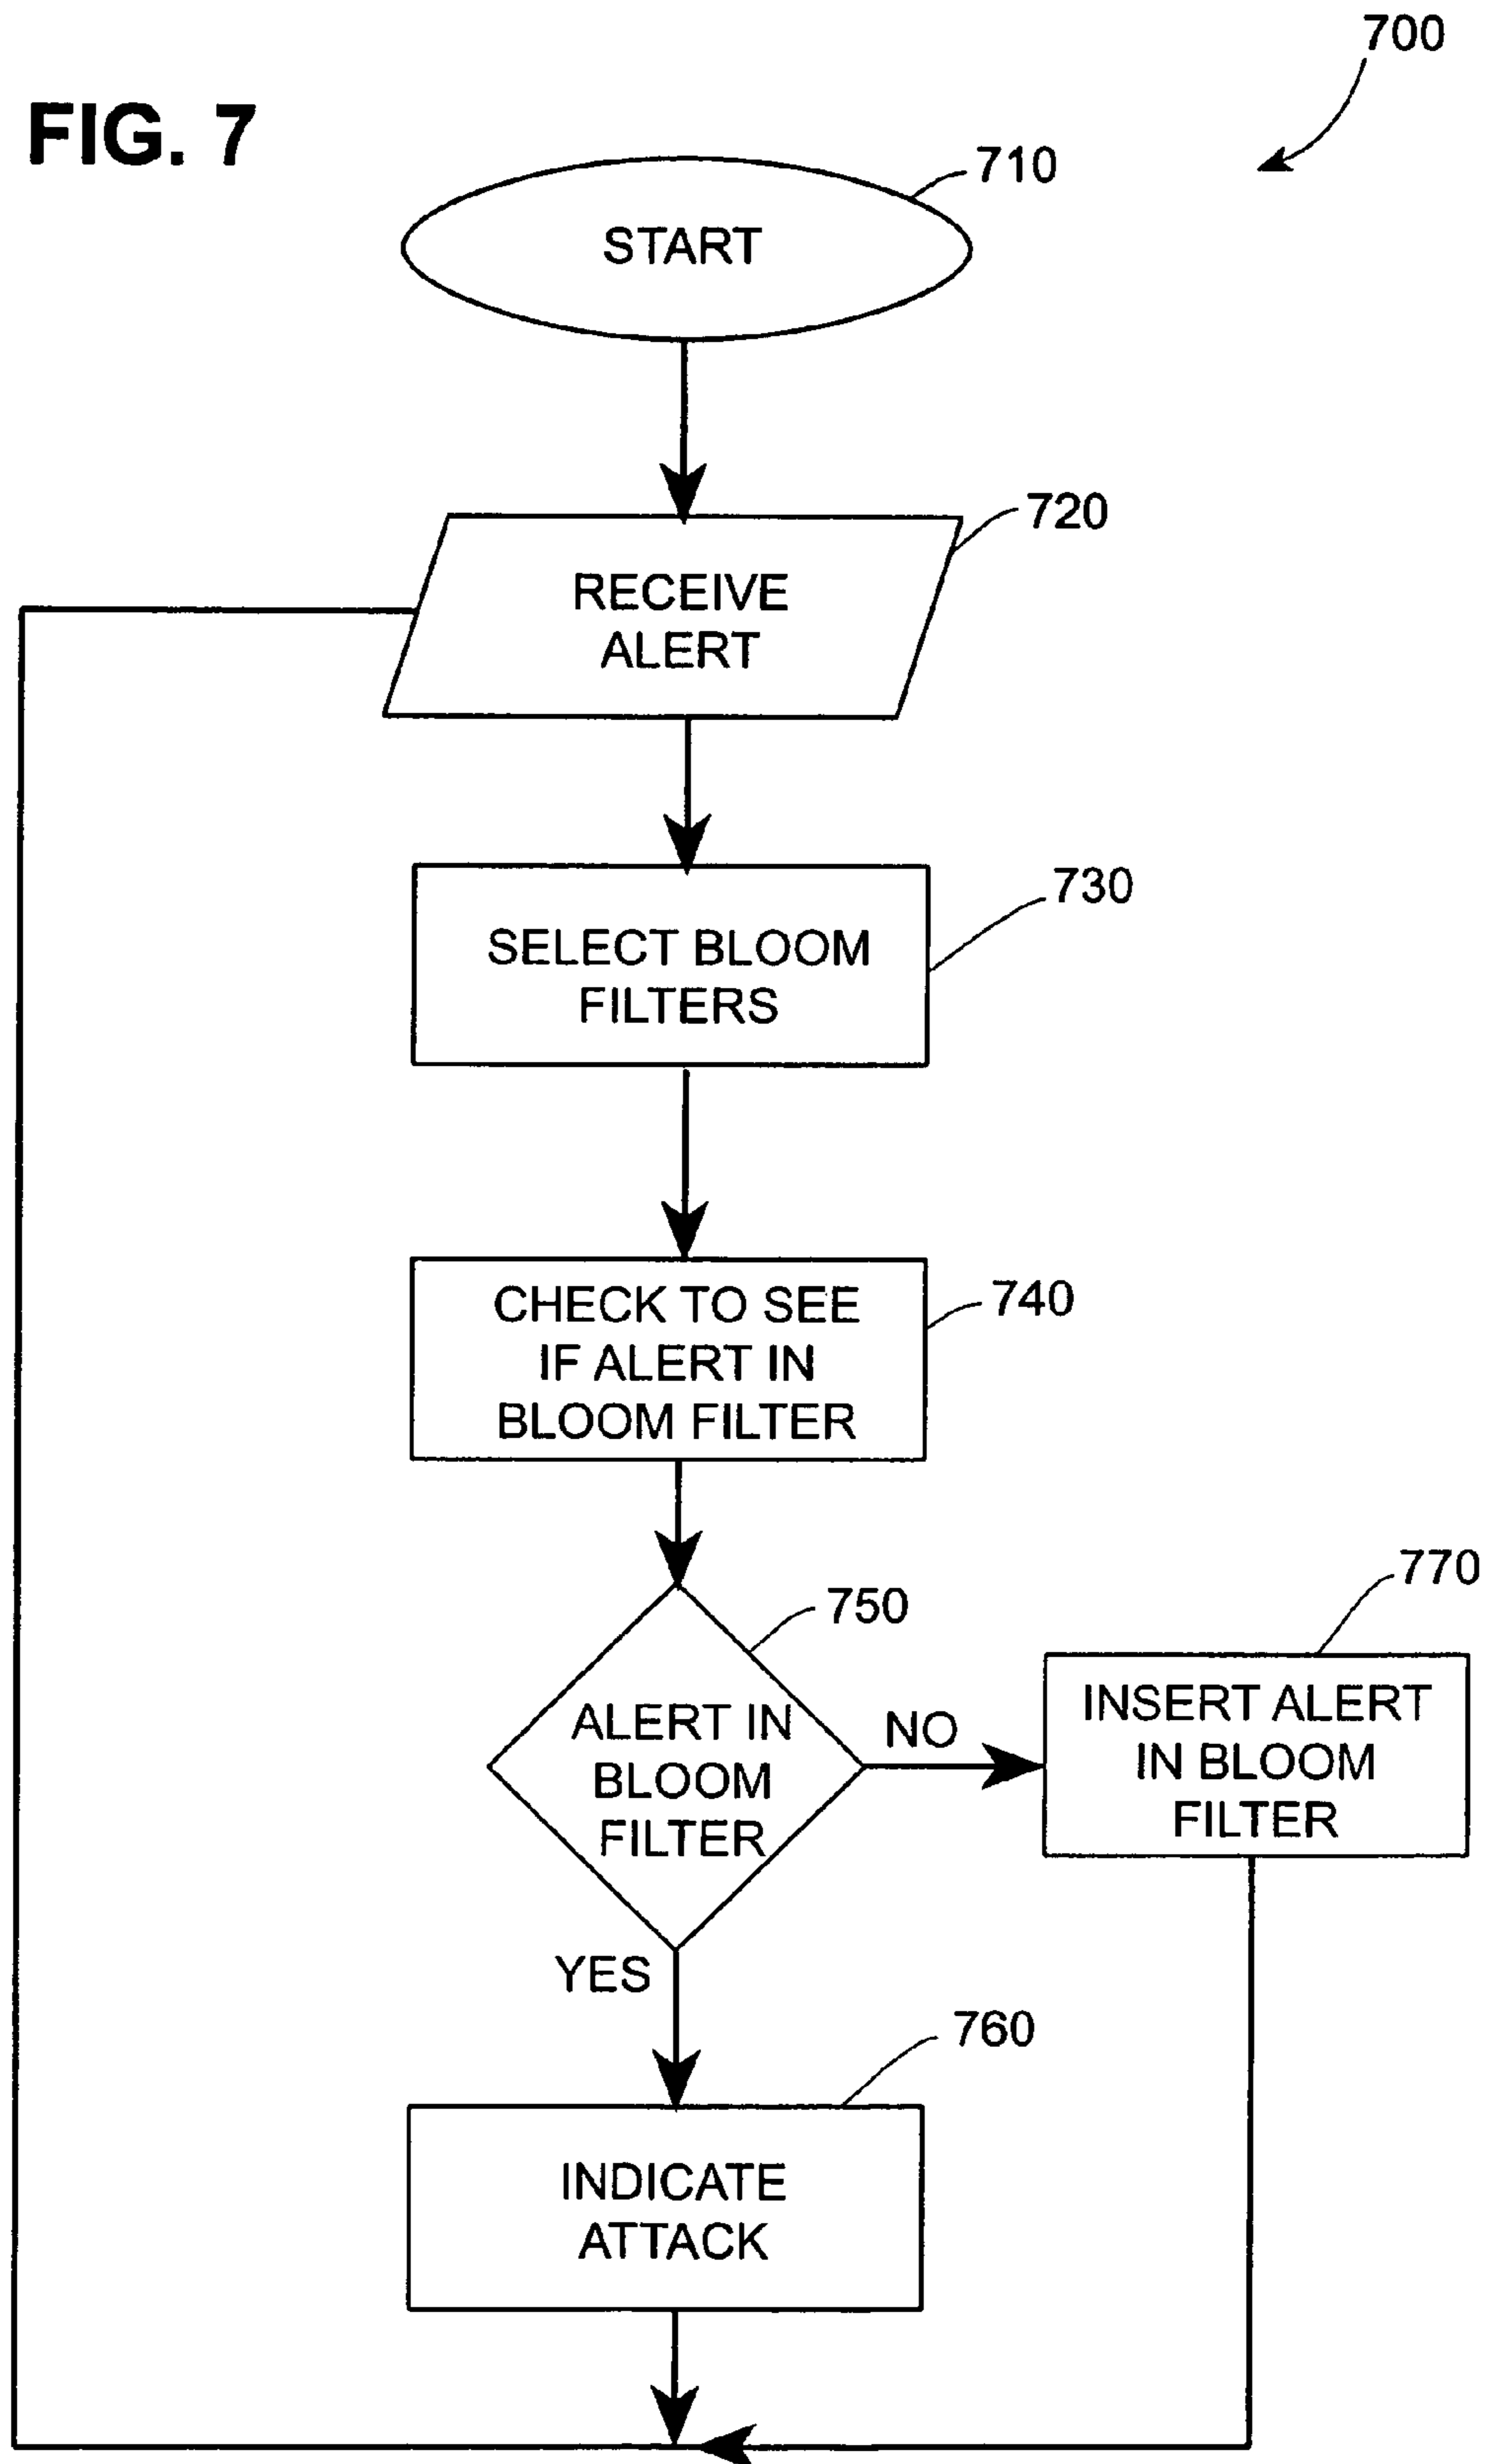 700
FIG. 7
710
START
720
RECEIVE
ALERT
730
SELECT BLOOM
FILTERS
740
CHECK TO SEE
IF ALERT IN
BLOOM FILTER
750
770
ALERT IN
BLOOM
FILTER
NO
INSERT ALERT
IN BLOOM
FILTER
YES
760
INDICATE
ATTACK